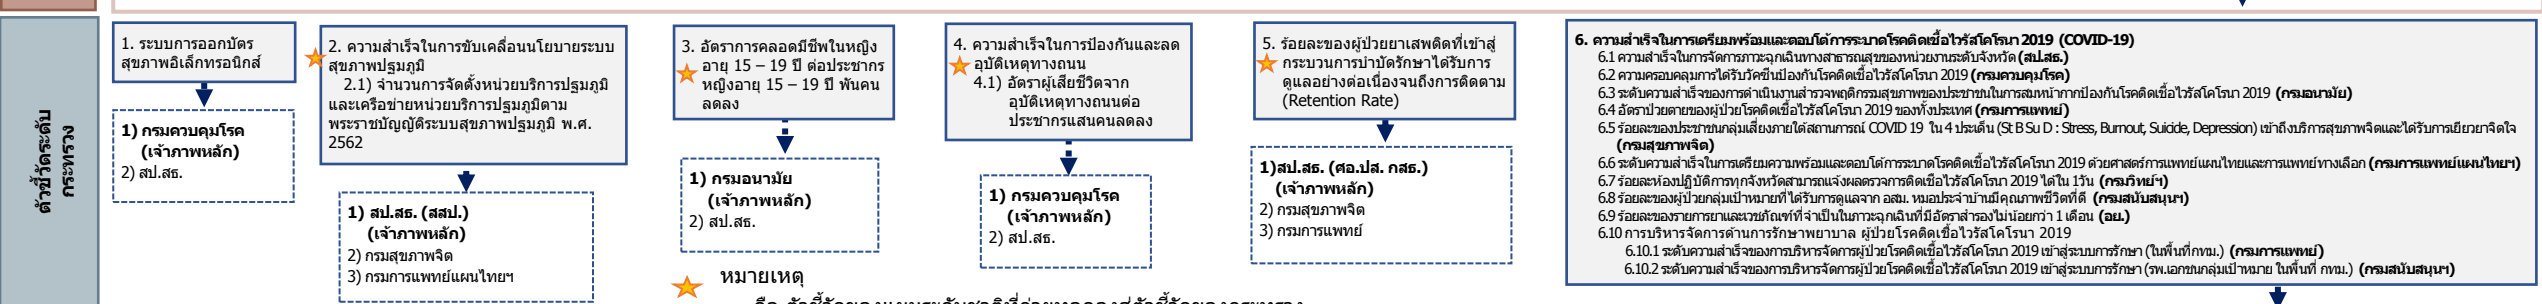 ตัวชี้วัดระดับ
กระทรวง
1. ระบบการออกบัตร
สุขภาพอิเล็กทรอนิกส์
1) กรมควบคุมโรค
(เจ้าภาพหลัก)
2) สป.สธ.
2. ความสำเร็จในการขับเคลื่อนนโยบายระบบ
สุขภาพปฐมภูมิ
2.1) จำนวนการจัดตั้งหน่วยบริการปฐมภูมิ
และเครือข่ายหน่วยบริการปฐมภูมิตาม
พระราชบัญญัติระบบสุขภาพปฐมภูมิ พ.ศ.
2562
1) สป.สธ. (สสป.)
(เจ้าภาพหลัก)
2) กรมสุขภาพจิต
3) กรมการแพทย์แผนไทยฯ
3. อัตราการคลอดมีชีพในหญิง
อายุ 15 – 19 ปี ต่อประชากร
หญิงอายุ 15 – 19 ปี พันคน
ลดลง
1) กรมอนามัย
(เจ้าภาพหลัก)
2) สป.สธ.
4. ความสำเร็จในการป้องกันและลด
อุบัติเหตุทางถนน
4.1) อัตราผู้เสียชีวิตจาก
อุบัติเหตุทางถนนต่อ
ประชากรแสนคนลดลง
1) กรมควบคุมโรค
(เจ้าภาพหลัก)
2) สป.สธ.
5. ร้อยละของผู้ป่วยยาเสพติดที่เข้าสู่
กระบวนการบำบัดรักษาได้รับการ
ดูแลอย่างต่อเนื่องจนถึงการติดตาม
(Retention Rate)
1)สป.สธ. (ศอ.ปส. กสธ.)
(เจ้าภาพหลัก)
2) กรมสุขภาพจิต
3) กรมการแพทย์
6. ความสำเร็จในการเตรียมพร้อมและตอบโต้การระบาดโรคติดเชื้อไวรัสโคโรนา 2019 (COVID-19)
6.1 ความสำเร็จในการจัดการภาวะฉุกเฉินทางสาธารณสุขของหน่วยงานระดับจังหวัด (สป.สธ.)
6.2 ความครอบคลุมการได้รับวัคซีนป้องกันโรคติดเชื้อไวรัสโคโรนา 2019 (กรมควบคุมโรค)
6.3 ระดับความสำเร็จของการดำเนินงานสำรวจพฤติกรรมสุขภาพของประชาชนในการสวมหน้ากากป้องกันโรคติดเชื้อไวรัสโคโรนา 2019 (กรมอนามัย)
6.4 อัตราป่วยตายของผู้ป่วยโรคติดเชื้อไวรัสโคโรนา 2019 ของทั้งประเทศ (กรมการแพทย์)
6.5 ร้อยละของประชาชนกลุ่มเสี่ยงภายใต้สถานการณ์ COVID 19 ใน 4 ประเด็น (St B Su D : Stress, Burnout, Suicide, Depression) เข้าถึงบริการสุขภาพจิตและได้รับการเยียวยาจิตใจ
(กรมสุขภาพจิต)
6.6 ระดับความสำเร็จในการเตรียมความพร้อมและตอบโต้การระบาดโรคติดเชื้อไวรัสโคโรนา 2019 ด้วยศาสตร์การแพทย์แผนไทยและการแพทย์ทางเลือก (กรมการแพทย์แผนไทยฯ)
6.7 ร้อยละห้องปฏิบัติการทุกจังหวัดสามารถแจ้งผลตรวจการติดเชื้อไวรัสโคโรนา 2019 ได้ใน 1วัน (กรมวิทย์ฯ)
6.8 ร้อยละของผู้ป่วยกลุ่มเป้าหมายที่ได้รับการดูแลจาก อสม. หมอประจำบ้านมีคุณภาพชีวิตที่ดี (กรมสนับสนุนฯ)
6.9 ร้อยละของรายการยาและเวชภัณฑ์ที่จำเป็นในภาวะฉุกเฉินที่มีอัตราสำรองไม่น้อยกว่า 1 เดือน (อย.)
6.10 การบริหารจัดการด้านการรักษาพยาบาล ผู้ป่วยโรคติดเชื้อไวรัสโคโรนา 2019
6.10.1 ระดับความสำเร็จของการบริหารจัดการผู้ป่วยโรคติดเชื้อไวรัสโคโรนา 2019 เข้าสู่ระบบการรักษา (ในพื้นที่กทม.) (กรมการแพทย์)
6.10.2 ระดับความสำเร็จของการบริหารจัดการผู้ป่วยโรคติดเชื้อไวรัสโคโรนา 2019 เข้าสู่ระบบการรักษา (รพ.เอกชนกลุ่มเป้าหมาย ในพื้นที่ กทม.) (กรมสนับสนุนฯ)
หมายเหตุ